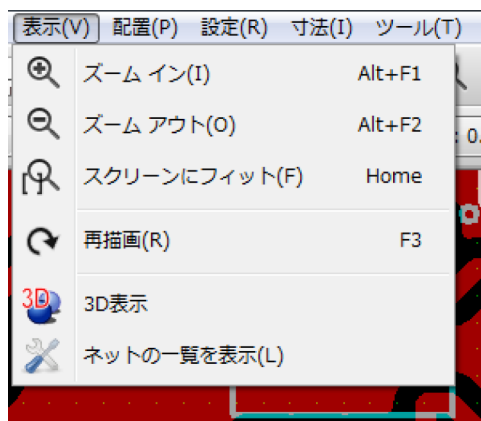 表示(V) 配置(P) 設定(R) 寸法(I) ツール(T)
ズーム イン(I) Alt+F1
ズーム アウト(O) Alt+F2
: 0.
スクリーンにフィット(F) Home
再描画(R) F3
3D 3D表示
ネットの一覧を表示(L)